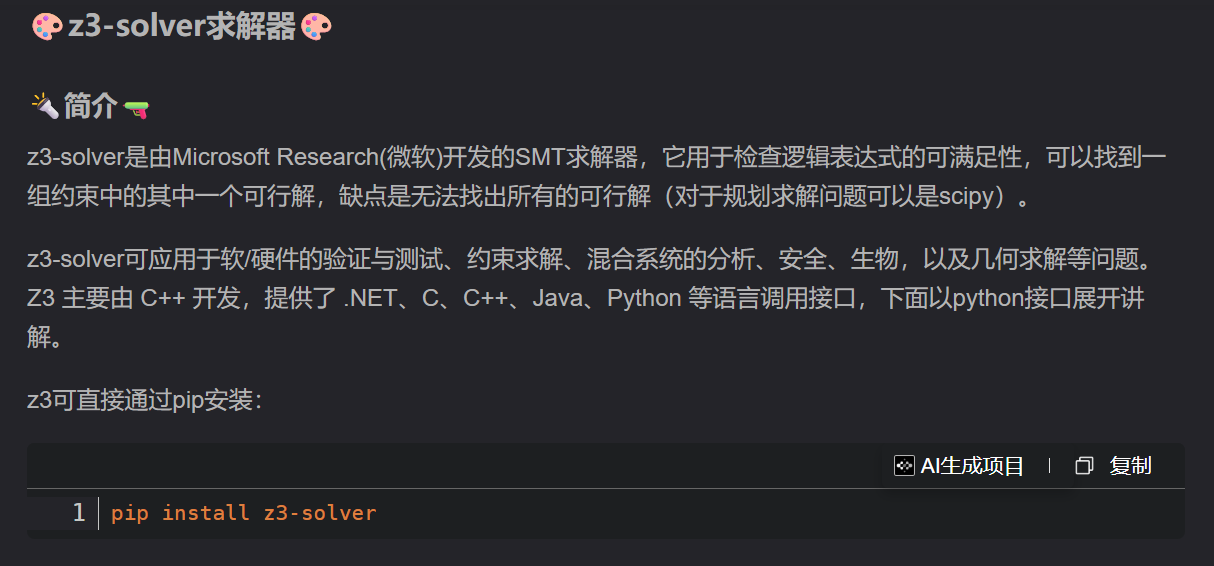 🎨z3-solver求解器🎨
🔦简介🔫
z3-solver是由Microsoft Research(微软)开发的SMT求解器，它用于检查逻辑表达式的可满足性，可以找到一
组约束中的其中一个可行解，缺点是无法找出所有的可行解（对于规划求解问题可以是scipy）。
z3-solver可应用于软/硬件的验证与测试、约束求解、混合系统的分析、安全、生物，以及几何求解等问题。
Z3 主要由 C++ 开发，提供了 .NET、C、C++、Java、Python 等语言调用接口，下面以python接口展开讲
解。
z3可直接通过pip安装：
AI生成项目 | 复制
1 pip install z3-solver